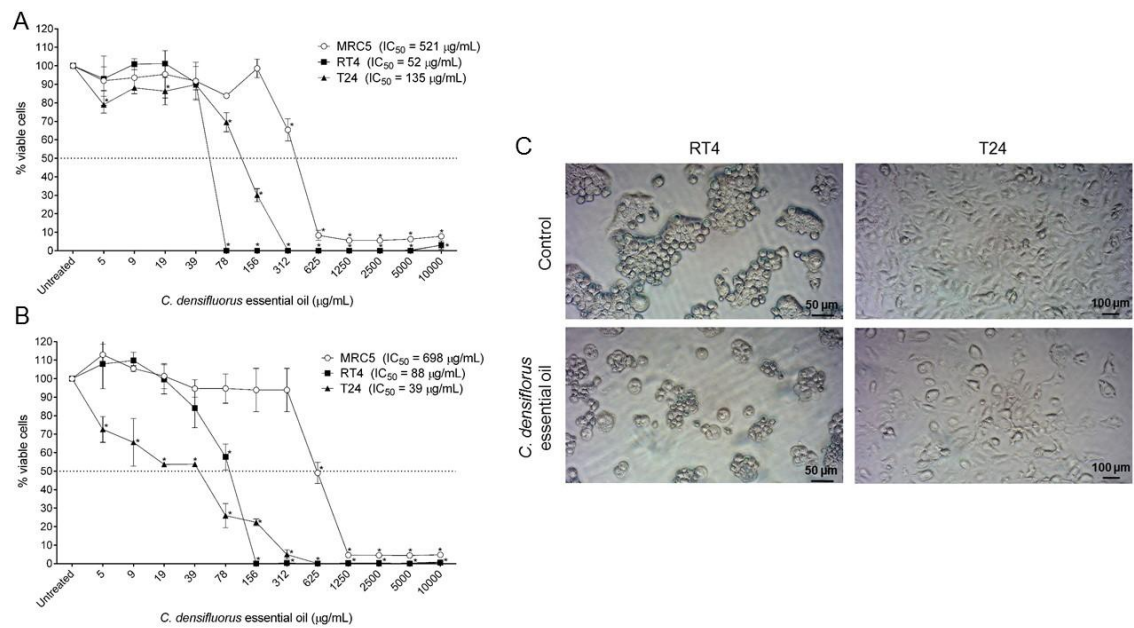 A
120
110
100
90
80
70
60
50
40
30
20
10
0
% viable cells
MRC5 (IC50 = 521 µg/mL)
RT4 (IC50 = 52 µg/mL)
T24 (IC50 = 135 µg/mL)
Untreated 5 9 19 39 78 156 312 625 1250 2500 5000 10000
C. densifluorus essential oil (µg/mL)
B
120
110
100
90
80
70
60
50
40
30
20
10
0
% viable cells
MRC5 (IC50 = 698 µg/mL)
RT4 (IC50 = 88 µg/mL)
T24 (IC50 = 39 µg/mL)
Untreated 5 9 19 39 78 156 312 625 1250 2500 5000 10000
C. densifluorus essential oil (µg/mL)
C
RT4 T24
Control
50 µm
100 µm
C. densiflorus
essential oil
50 µm
100 µm